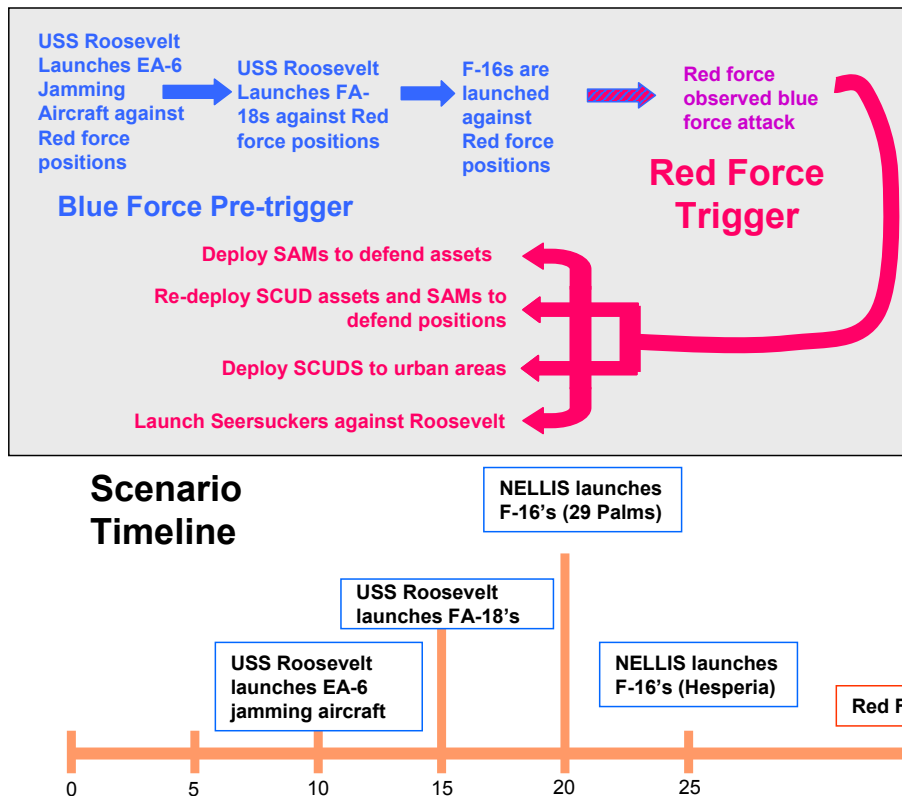 USS Roosevelt
Launches EA-6
Jamming
Aircraft against
Red force
positions
USS Roosevelt
Launches FA-
18s against Red
force positions
F-16s are
launched
against
Red force
positions
Red force
observed blue
force attack
Blue Force Pre-trigger
Red Force
Trigger
Deploy SAMs to defend assets
Re-deploy SCUD assets and SAMs to
defend positions
Deploy SCUDS to urban areas
Launch Seersuckers against Roosevelt
Scenario
Timeline
NELLIS launches
F-16’s (29 Palms)
USS Roosevelt
launches FA-18’s
USS Roosevelt
launches EA-6
jamming aircraft
NELLIS launches
F-16’s (Hesperia)
Red F
0 5 10 15 20 25